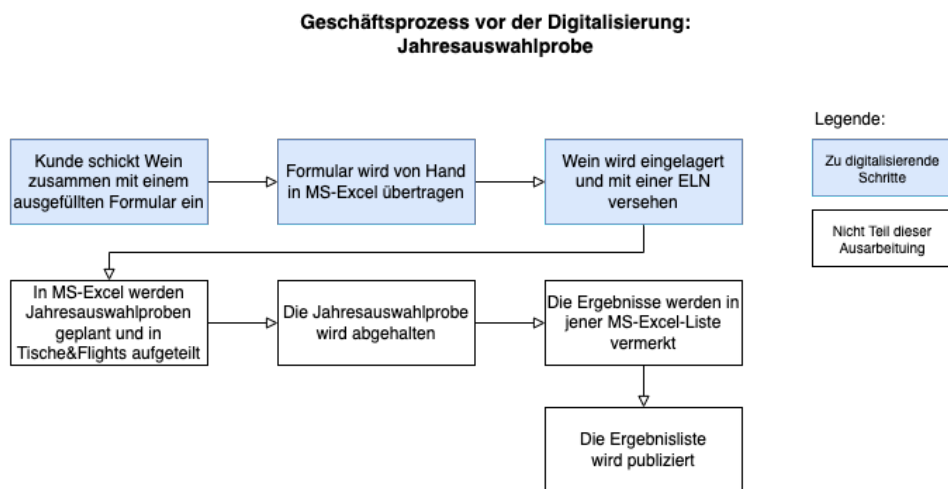 Geschäftsprozess vor der Digitalisierung:
Jahresauswahlprobe
Legende:
Kunde schickt Wein
zusammen mit einem
ausgefüllten Formular ein
Formular wird von Hand
in MS-Excel übertragen
Wein wird eingelagert
und mit einer ELN
versehen
Zu digitalisierende
Schritte
Nicht Teil dieser
Ausarbeituing
In MS-Excel werden
Jahresauswahlproben
geplant und in
Tische&Flights aufgeteilt
Die Jahresauswahlprobe
wird abgehalten
Die Ergebnisse werden in
jener MS-Excel-Liste
vermerkt
Die Ergebnisliste
wird publiziert